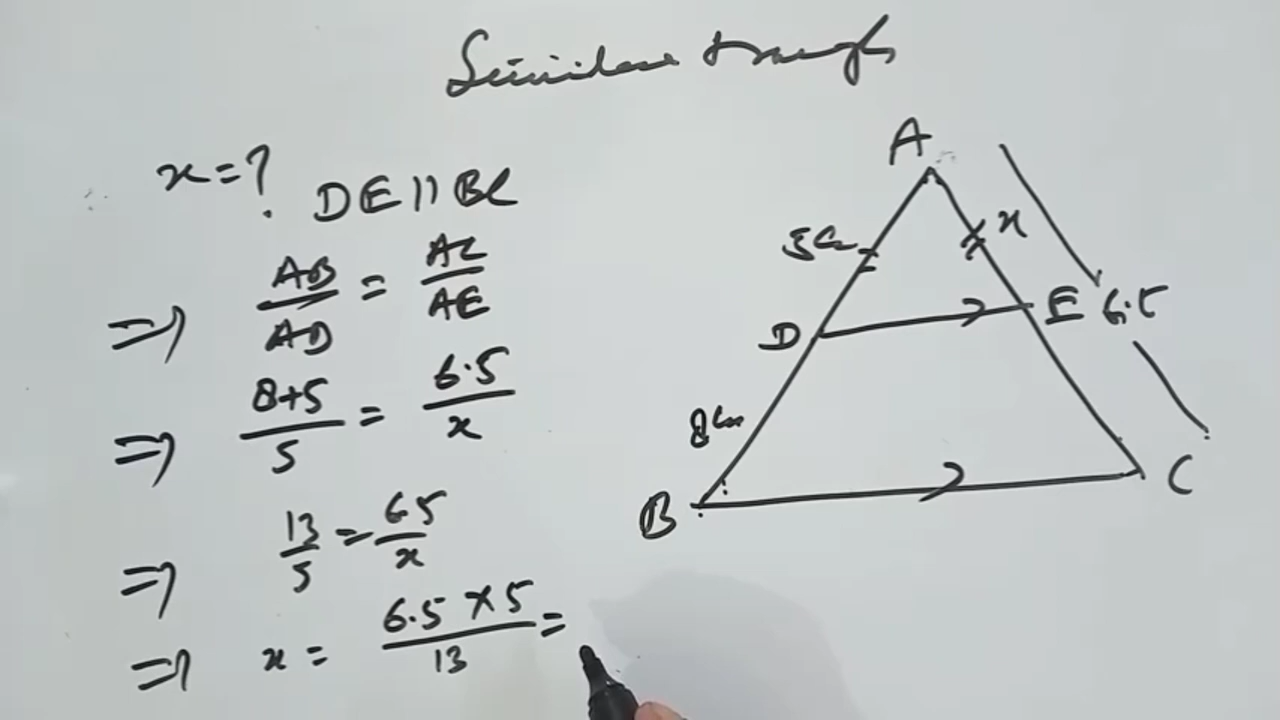 Similar triangles
x = ?
DE || BC
⇒ AB/AD = AC/AE
⇒ 8+5/5 = 6.5/x
⇒ 13/5 = 6.5/x
⇒ x = 6.5 × 5/13 =
A
5cm
x
D
E
6.5
8cm
B
C